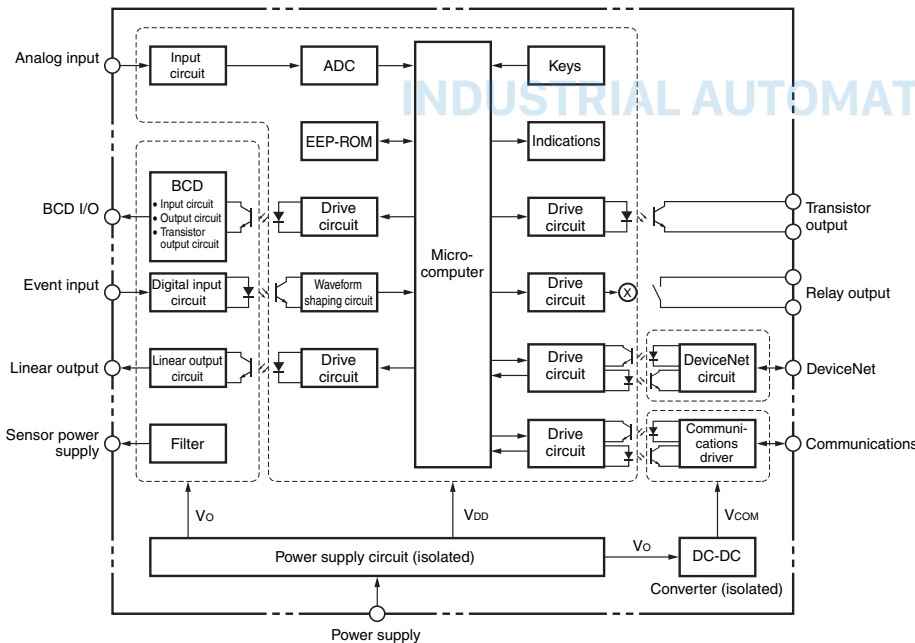 Analog input
Input
circuit
ADC
Keys
INDUSTRIAL AUTOMAT
EEP-ROM
Indications
BCD I/O
BCD
• Input circuit
• Output circuit
• Transistor
output circuit
Drive
circuit
Micro-
computer
Drive
circuit
Transistor
output
Event input
Digital input
circuit
Waveform
shaping circuit
Drive
circuit
X
Relay output
Linear output
Linear output
circuit
Drive
circuit
Drive
circuit
DeviceNet
circuit
DeviceNet
Sensor power
supply
Filter
Drive
circuit
Communi-
cations
driver
Communications
VO
VDD
VCOM
Power supply circuit (isolated)
VO
DC-DC
Converter (isolated)
Power supply